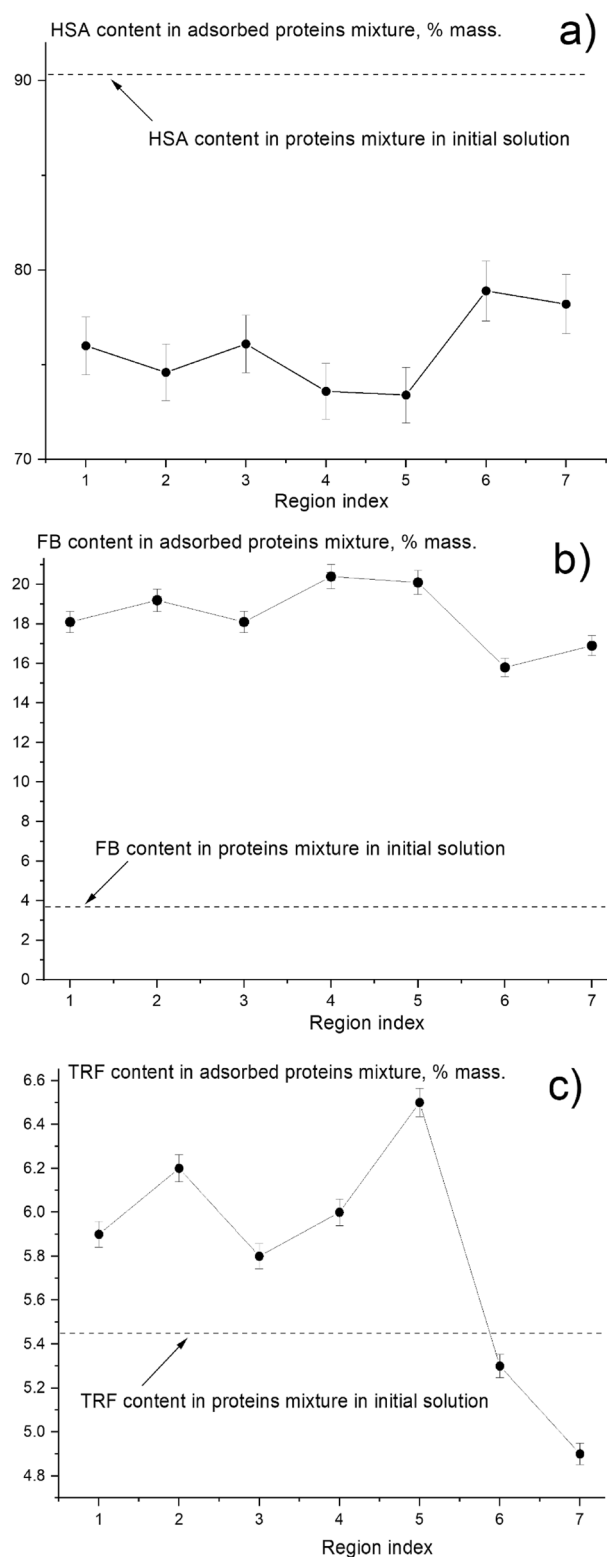 HSA content in adsorbed proteins mixture, % mass.
a)
90
HSA content in proteins mixture in initial solution
80
70
1 2 3 4 5 6 7
Region index
FB content in adsorbed proteins mixture, % mass.
b)
20
18
16
14
12
10
8
6
FB content in proteins mixture in initial solution
4
2
0
1 2 3 4 5 6 7
Region index
TRF content in adsorbed proteins mixture, % mass.
c)
6.6
6.4
6.2
6.0
5.8
5.6
5.4
TRF content in proteins mixture in initial solution
5.2
5.0
4.8
1 2 3 4 5 6 7
Region index